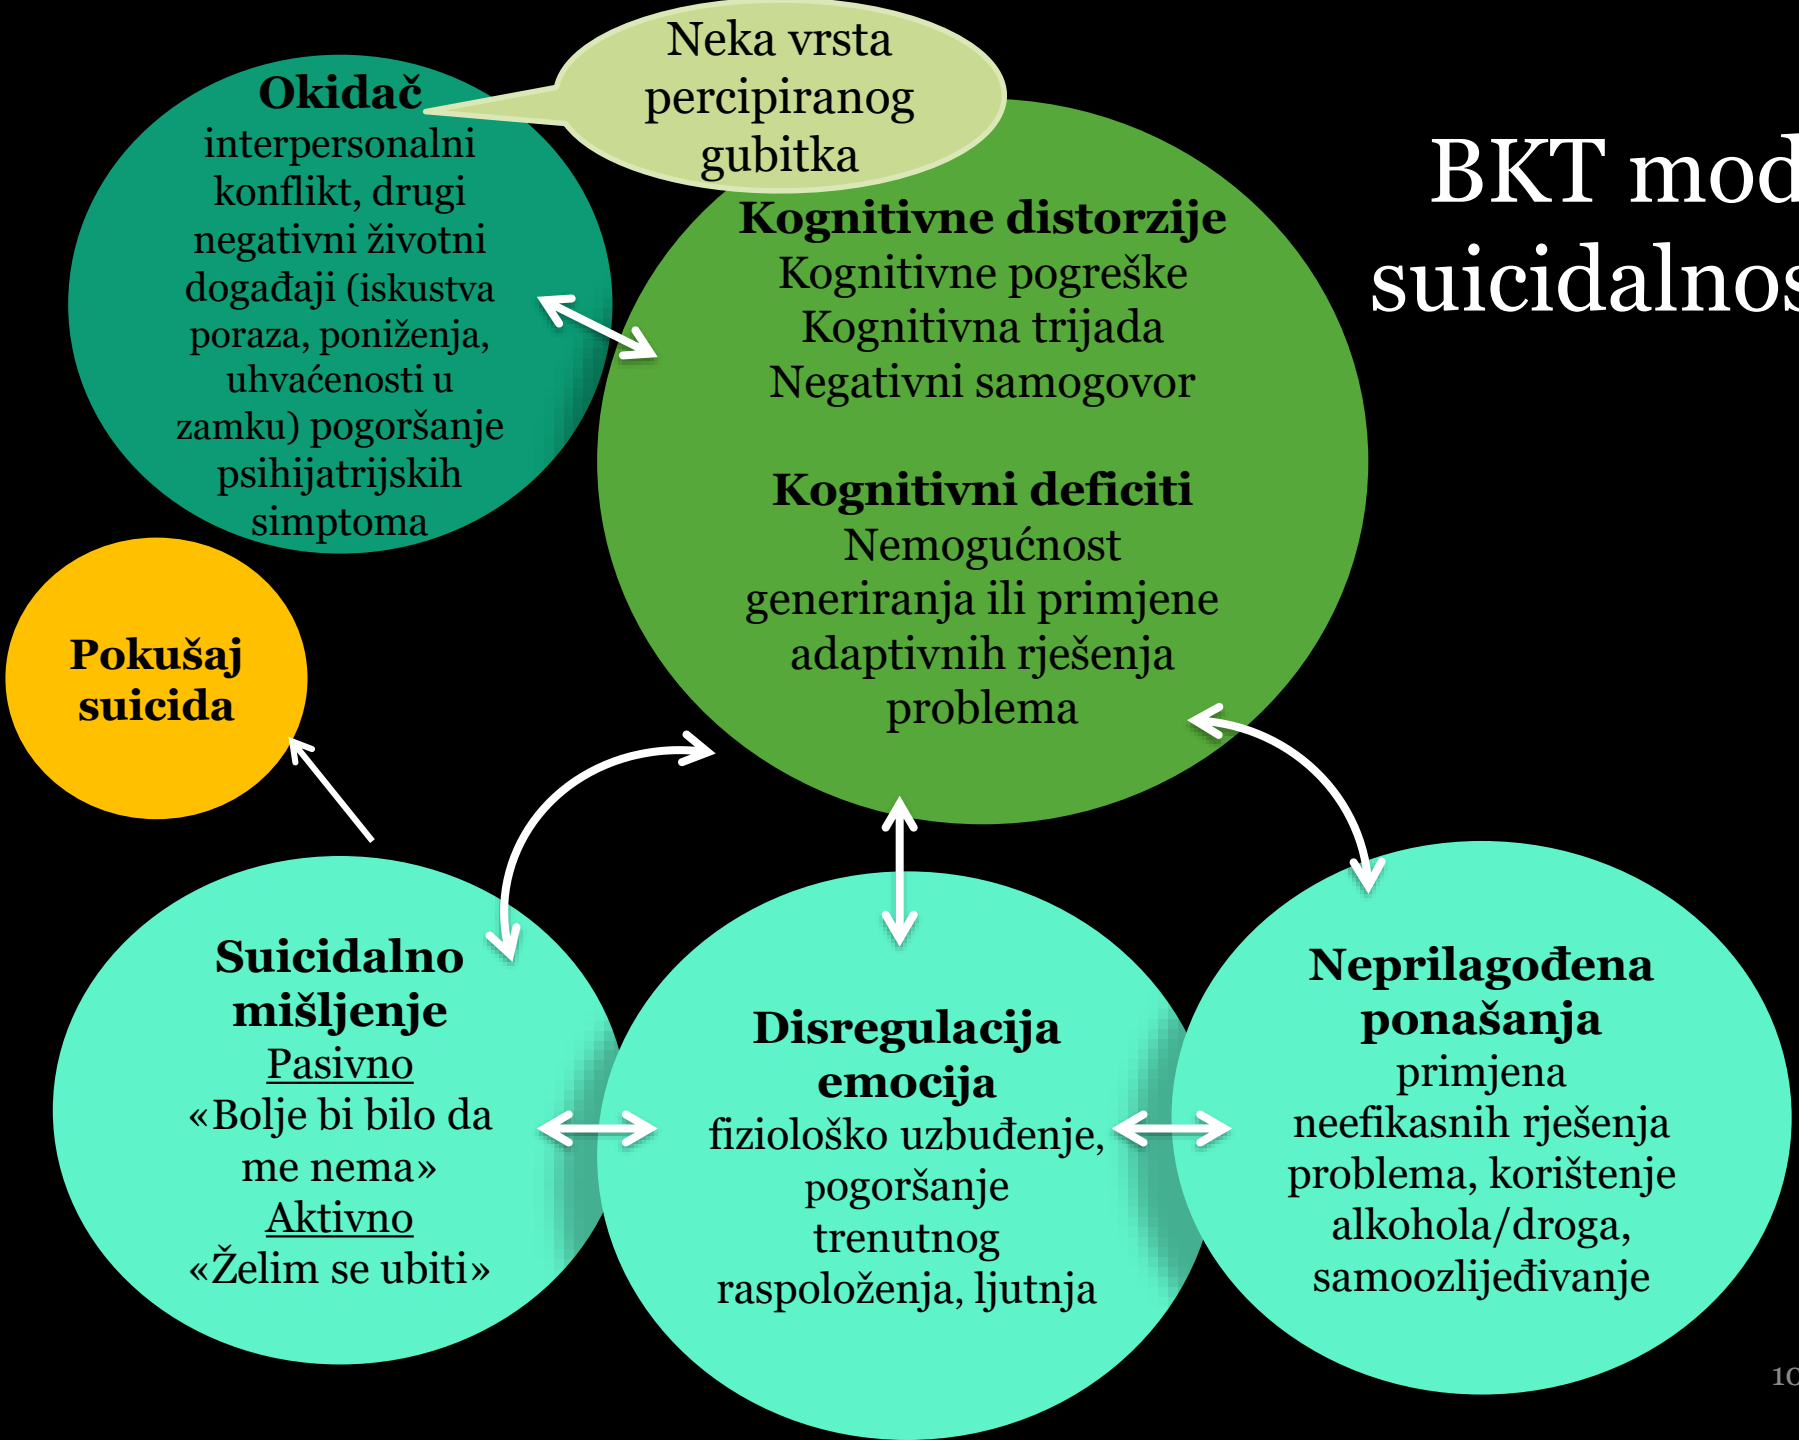 Neka vrsta
percipiranog
gubitka
Okidač
interpersonalni
konflikt, drugi
negativni životni
događaji (iskustva
poraza, poniženja,
uhvaćenosti u
zamku) pogoršanje
psihijatrijskih
simptoma
BKT mod
suicidalnos
Kognitivne distorzije
Kognitivne pogreške
Kognitivna trijada
Negativni samogovor
Kognitivni deficiti
Nemogućnost
generiranja ili primjene
adaptivnih rješenja
problema
Pokušaj
suicida
Suicidalno
mišljenje
Pasivno
«Bolje bi bilo da
me nema»
Aktivno
«Želim se ubiti»
Disregulacija
emocija
fiziološko uzbuđenje,
pogoršanje
trenutnog
raspoloženja, ljutnja
Neprilagođena
ponašanja
primjena
neefikasnih rješenja
problema, korištenje
alkohola/droga,
samoozlijeđivanje
10